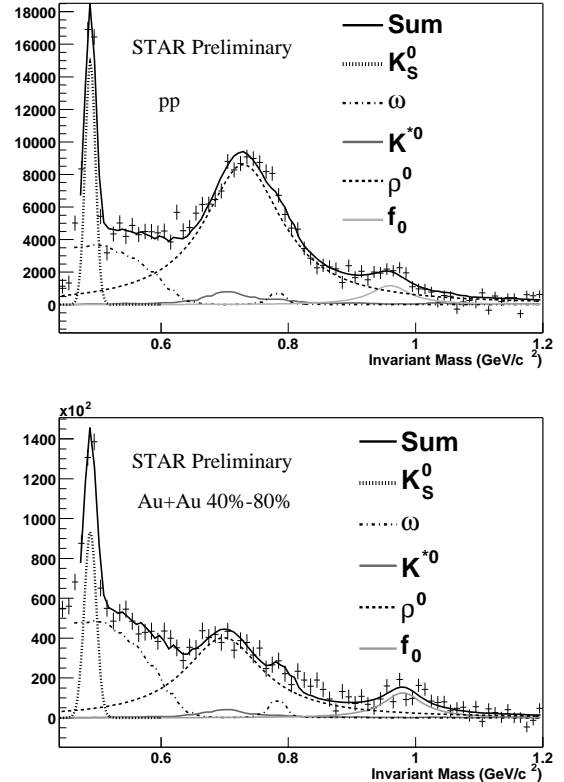 18000
16000
14000
12000
10000
8000
6000
4000
2000
0
STAR Preliminary
pp
Sum
K⁰S
ω
K*⁰
ρ⁰
f₀
0.6 0.8 1 1.2
Invariant Mass (GeV/c²)
x10²
1400
1200
1000
800
600
400
200
0
STAR Preliminary
Au+Au 40%-80%
Sum
K⁰S
ω
K*⁰
ρ⁰
f₀
0.6 0.8 1 1.2
Invariant Mass (GeV/c²)